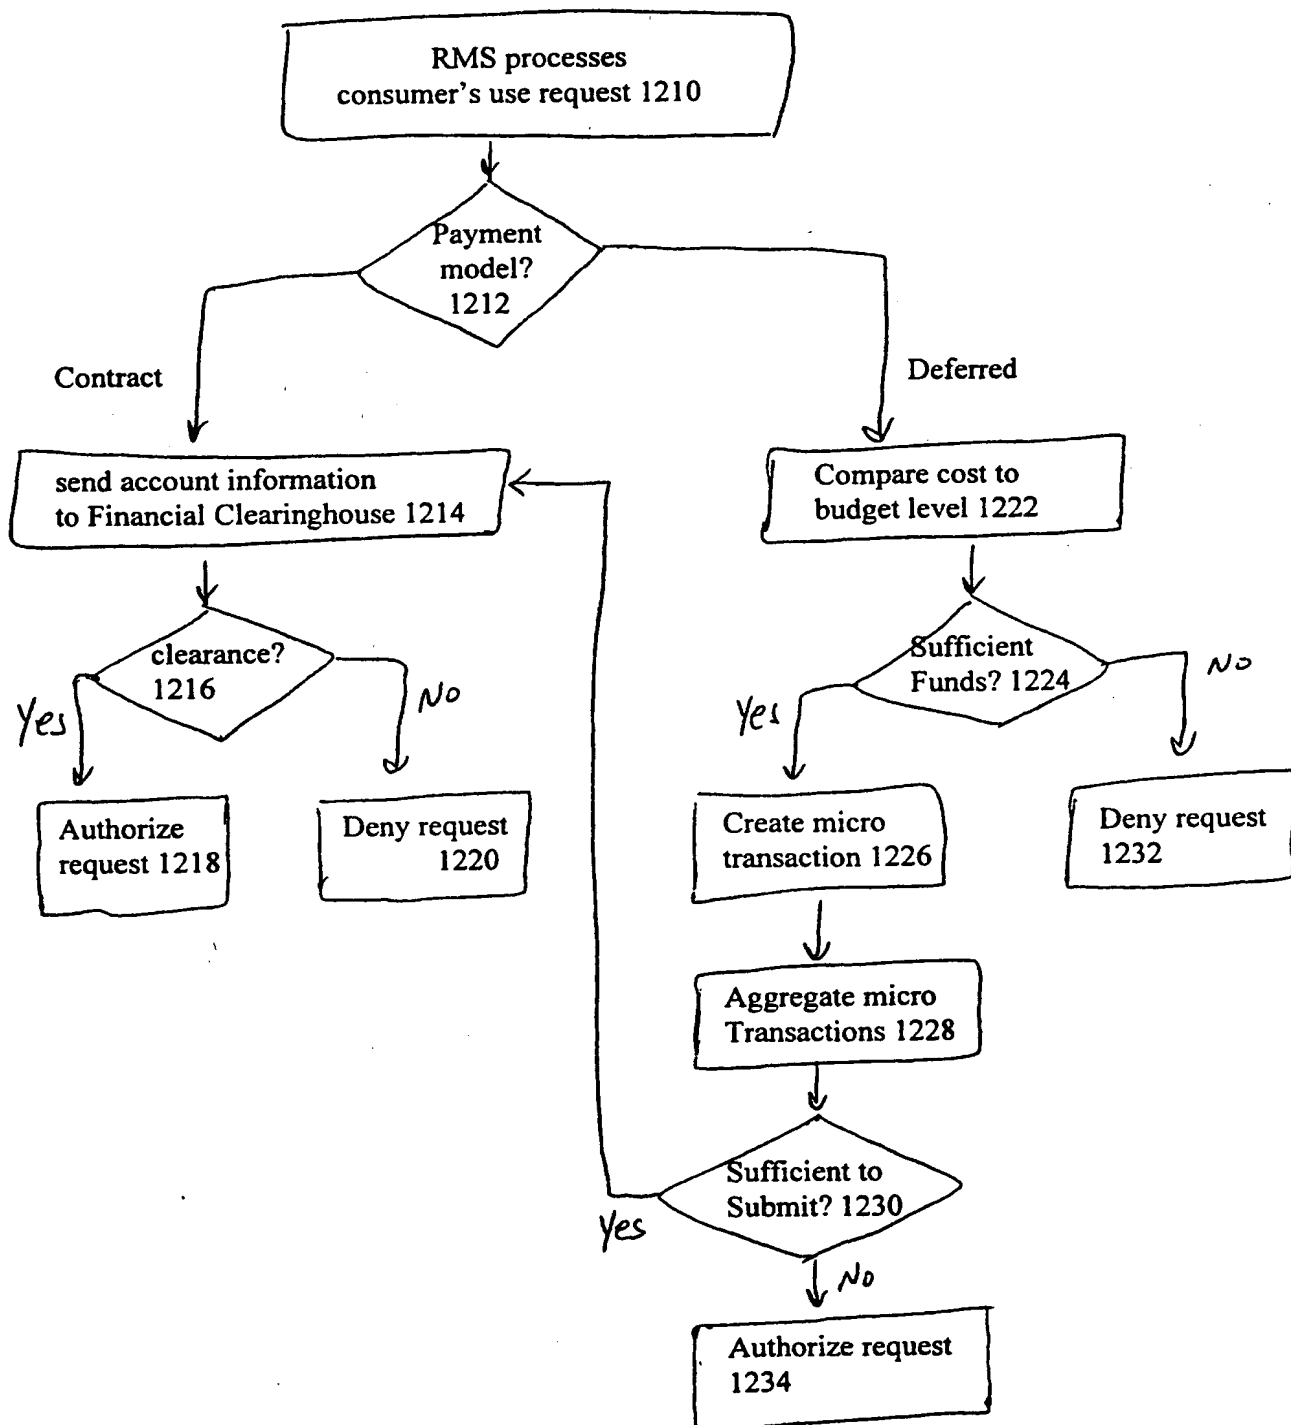 RMS processes
consumer's use request 1210
Payment
model?
1212
Contract
Deferred
send account information
to Financial Clearinghouse 1214
Compare cost to
budget level 1222
clearance?
1216
Yes
No
Sufficient
Funds? 1224
Yes
No
Authorize
request 1218
Deny request
1220
Create micro
transaction 1226
Deny request
1232
Aggregate micro
Transactions 1228
Sufficient to
Submit? 1230
Yes
No
Authorize request
1234